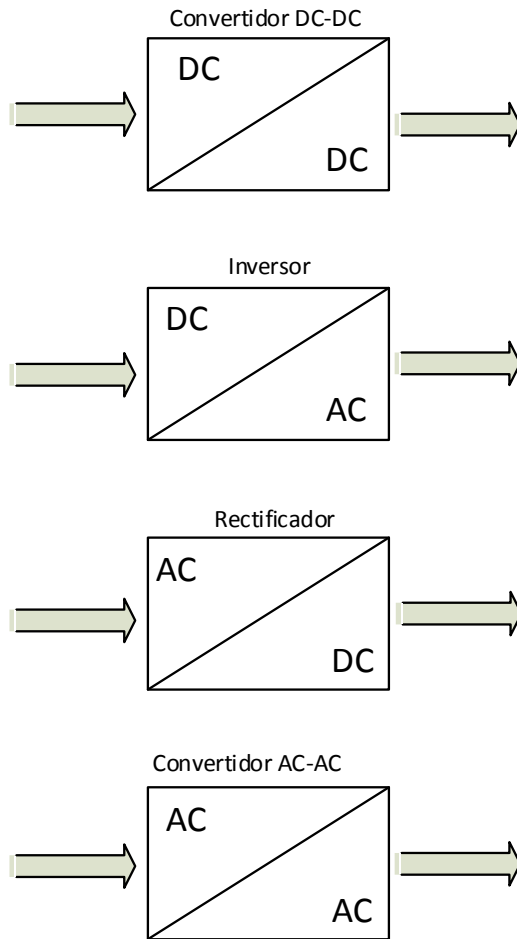 Convertidor DC-DC
DC
DC
Inversor
DC
AC
Rectificador
AC
DC
Convertidor AC-AC
AC
AC